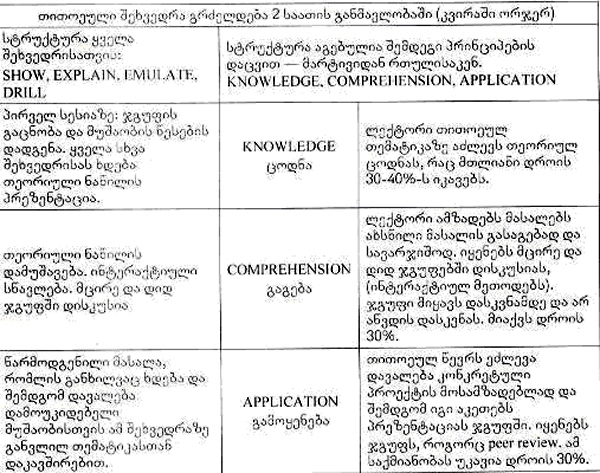 თითოეული შეხვედრა გრძელდება 2 საათის განმავლობაში (კვირაში ორჯერ)
სტრუქტურა ყველა
შეხვედრისათვის:
SHOW, EXPLAIN, EMULATE,
DRILL
სტრუქტურა აგებულია შემდეგი პრინციპების
დაცვით — მარტივიდან რთულისაკენ.
KNOWLEDGE, COMPREHENSION, APPLICATION
პირველ სესიაზე: ჯგუფის
გაცნობა და მუშაობის წესების
დადგენა. ყველა სხვა
შეხვედრისას ხდება
თეორიული ნაწილის
პრეზენტაცია.
KNOWLEDGE
ცოდნა
ლექტორი თითოეულ
თემატიკაზე აძლევს თეორიულ
ცოდნას, რაც მთლიანი დროის
30-40%-ს იკავებს.
თეორიული ნაწილის
დამუშავება. ინტერაქტიული
სწავლება. მცირე და დიდ
ჯგუფში დისკუსია
COMPREHENSION
გაგება
ლექტორი ამზადებს მასალებს
ახსნილი მასალის გასაგებად და
სავარჯიშოდ. იყენებს მცირე და
დიდ ჯგუფებში დისკუსიას,
(ინტერაქტიულ მეთოდებს).
ჯგუფი მიყავს დასკვნამდე და არ
აწვდის დასკვნას. მიაქვს დროის
30%.
წარმოდგენილი მასალა,
რომლის განხილვაც ხდება და
შემდგომ დავალება
დამოუკიდებელი
მუშაობისთვის ამ შეხვედრაზე
განვლილ თემატიკასთან
დაკავშირებით.
APPLICATION
გამოყენება
თითოეულ წევრს ეძლევა
დავალება კონკრეტული
პროექტის მოსამზადებლად და
შემდგომ იგი აკეთებს
პრეზენტაციას ჯგუფში. იყენებს
ჯგუფს, როგორც peer review. ამ
საქმიანობას უკავია დროის 30%.